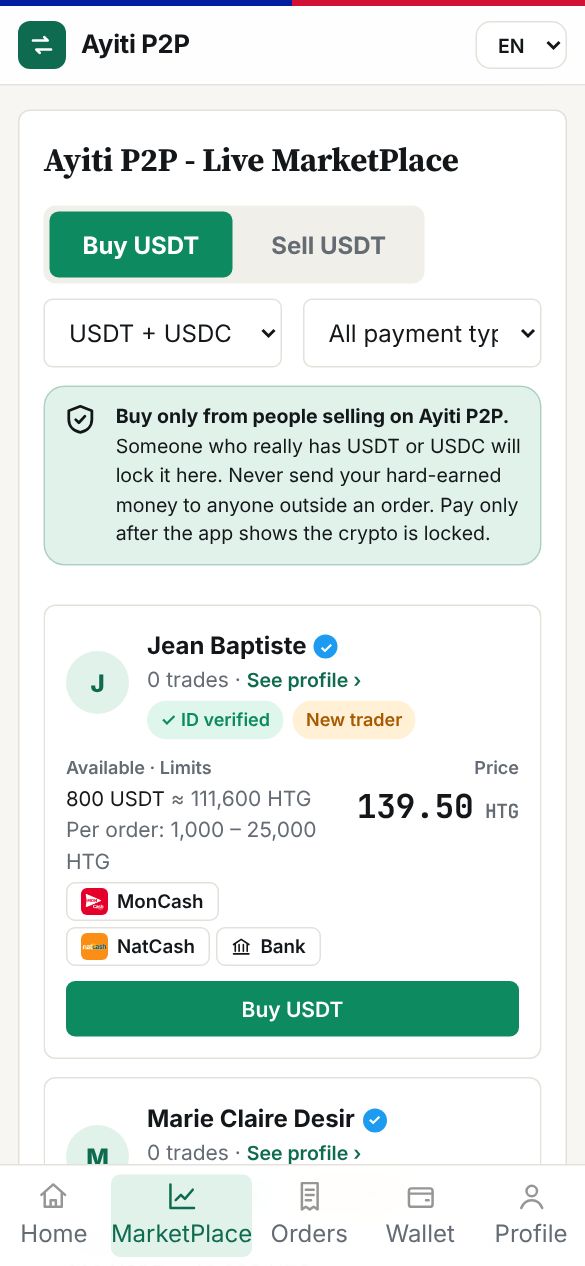 Ayiti P2P
EN
Ayiti P2P - Live MarketPlace
Buy USDT
Sell USDT
USDT + USDC
All payment typ
Buy only from people selling on Ayiti P2P.
Someone who really has USDT or USDC will
lock it here. Never send your hard-earned
money to anyone outside an order. Pay only
after the app shows the crypto is locked.
J
Jean Baptiste
0 trades · See profile ›
✓ ID verified
New trader
Available · Limits
Price
800 USDT ≈ 111,600 HTG
139.50 HTG
Per order: 1,000 – 25,000
HTG
MonCash
NatCash
Bank
Buy USDT
M
Marie Claire Desir
0 trades · See profile ›
Home
MarketPlace
Orders
Wallet
Profile